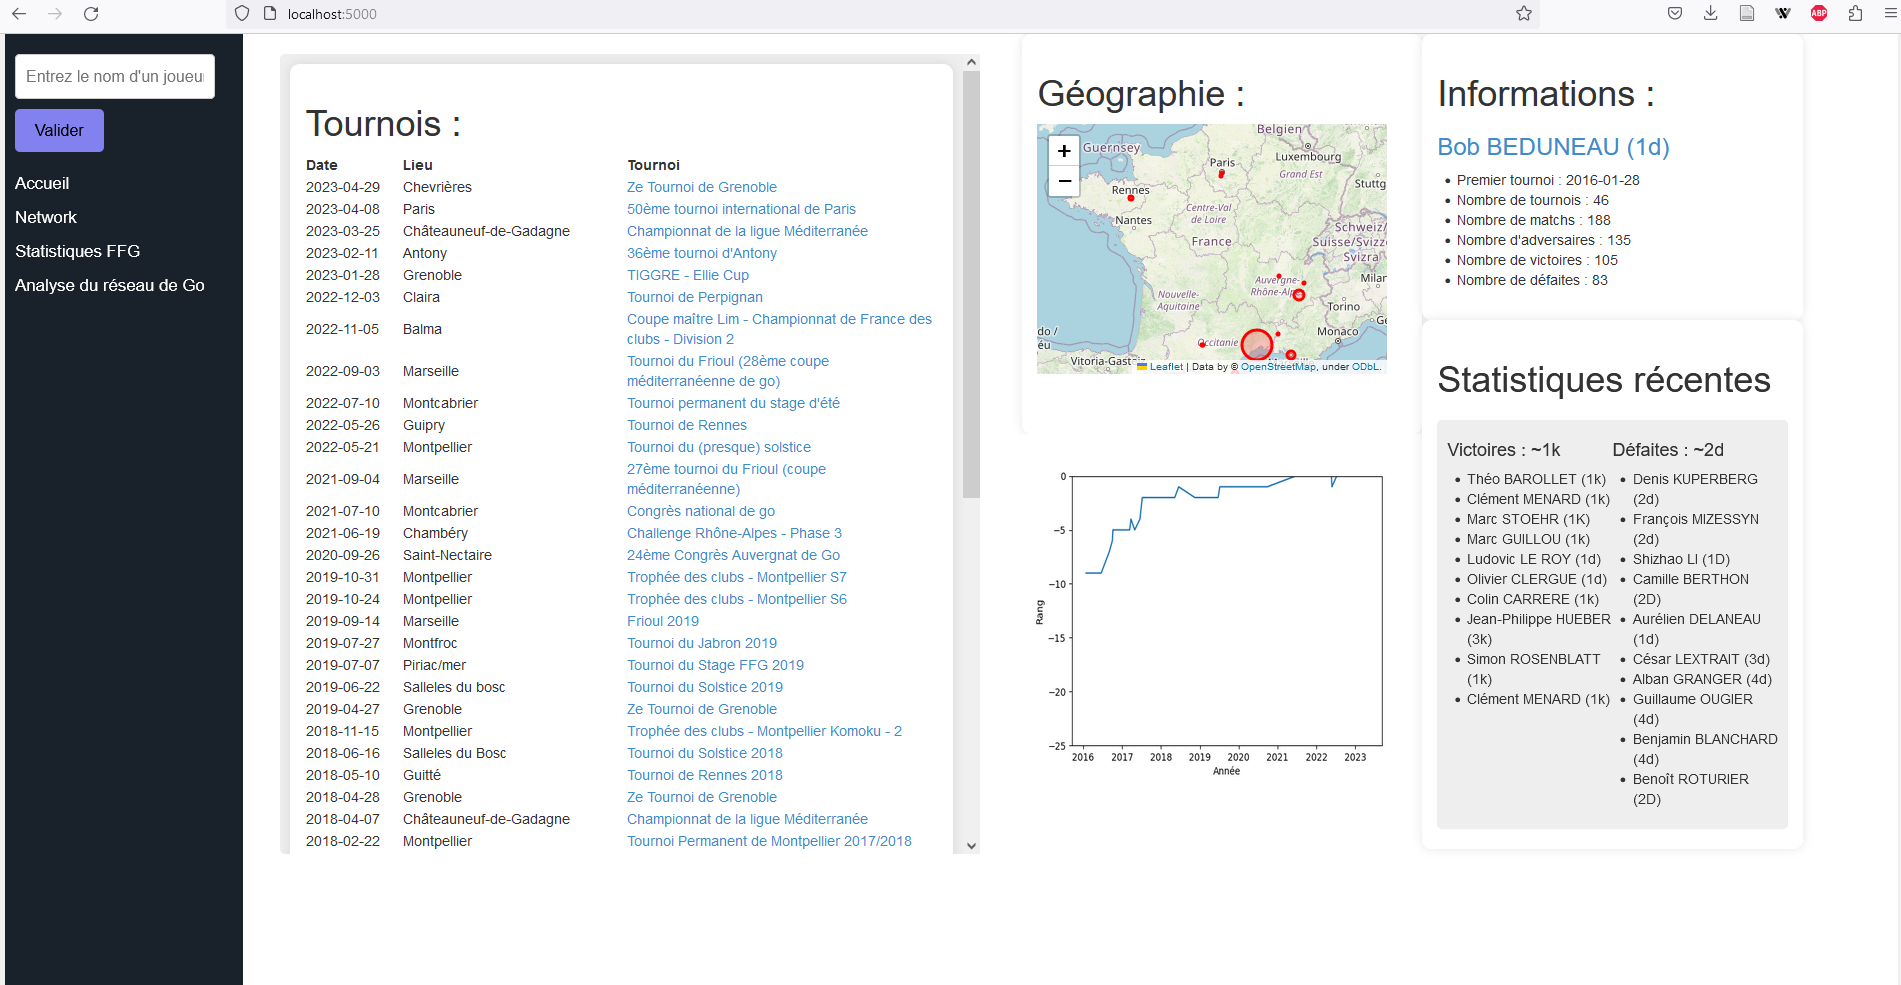 localhost:5000
ABP
Entrez le nom d'un joueu
Valider
Accueil
Network
Statistiques FFG
Analyse du réseau de Go
Tournois :
Date Lieu Tournoi
2023-04-29 Chevrières Ze Tournoi de Grenoble
2023-04-08 Paris 50ème tournoi international de Paris
2023-03-25 Châteauneuf-de-Gadagne Championnat de la ligue Méditerranée
2023-02-11 Antony 36ème tournoi d'Antony
2023-01-28 Grenoble TIGGRE - Ellie Cup
2022-12-03 Claira Tournoi de Perpignan
2022-11-05 Balma Coupe maître Lim - Championnat de France des
clubs - Division 2
2022-09-03 Marseille Tournoi du Frioul (28ème coupe
méditerranéenne de go)
2022-07-10 Montcabrier Tournoi permanent du stage d'été
2022-05-26 Guipry Tournoi de Rennes
2022-05-21 Montpellier Tournoi du (presque) solstice
2021-09-04 Marseille 27ème tournoi du Frioul (coupe
méditerranéenne)
2021-07-10 Montcabrier Congrès national de go
2021-06-19 Chambéry Challenge Rhône-Alpes - Phase 3
2020-09-26 Saint-Nectaire 24ème Congrès Auvergnat de Go
2019-10-31 Montpellier Trophée des clubs - Montpellier S7
2019-10-24 Montpellier Trophée des clubs - Montpellier S6
2019-09-14 Marseille Frioul 2019
2019-07-27 Montfroc Tournoi du Jabron 2019
2019-07-07 Piriac/mer Tournoi du Stage FFG 2019
2019-06-22 Salleles du bosc Tournoi du Solstice 2019
2019-04-27 Grenoble Ze Tournoi de Grenoble
2018-11-15 Montpellier Trophée des clubs - Montpellier Komoku - 2
2018-06-16 Salleles du Bosc Tournoi du Solstice 2018
2018-05-10 Guitté Tournoi de Rennes 2018
2018-04-28 Grenoble Ze Tournoi de Grenoble
2018-04-07 Châteauneuf-de-Gadagne Championnat de la ligue Méditerranée
2018-02-22 Montpellier Tournoi Permanent de Montpellier 2017/2018
Géographie :
+
−
Belgien
Guernsey
Paris
Luxembourg
Grand Est
Stuttg
Rennes
Centre-Val
de Loire
Nantes
France
Schweiz/
Suisse/Svizz
Svizra
Auvergne-
Rhône-Alp
Milar
Nouvelle-
Aquitaine
Torino
Ge
do /
éu
Occitanie
Monaco
Vitoria-Gast
Leaflet | Data by © OpenStreetMap, under ODbL.
0
−5
−10
−15
−20
−25
Rang
2016 2017 2018 2019 2020 2021 2022 2023
Année
Informations :
Bob BEDUNEAU (1d)
• Premier tournoi : 2016-01-28
• Nombre de tournois : 46
• Nombre de matchs : 188
• Nombre d'adversaires : 135
• Nombre de victoires : 105
• Nombre de défaites : 83
Statistiques récentes
Victoires : ~1k
• Théo BAROLLET (1k)
• Clément MENARD (1k)
• Marc STOEHR (1K)
• Marc GUILLOU (1k)
• Ludovic LE ROY (1d)
• Olivier CLERGUE (1d)
• Colin CARRERE (1k)
• Jean-Philippe HUEBER
(3k)
• Simon ROSENBLATT
(1k)
• Clément MENARD (1k)
Défaites : ~2d
• Denis KUPERBERG
(2d)
• François MIZESSYN
(2d)
• Shizhao LI (1D)
• Camille BERTHON
(2D)
• Aurélien DELANEAU
(1d)
• César LEXTRAIT (3d)
• Alban GRANGER (4d)
• Guillaume OUGIER
(4d)
• Benjamin BLANCHARD
(4d)
• Benoît ROTURIER
(2D)